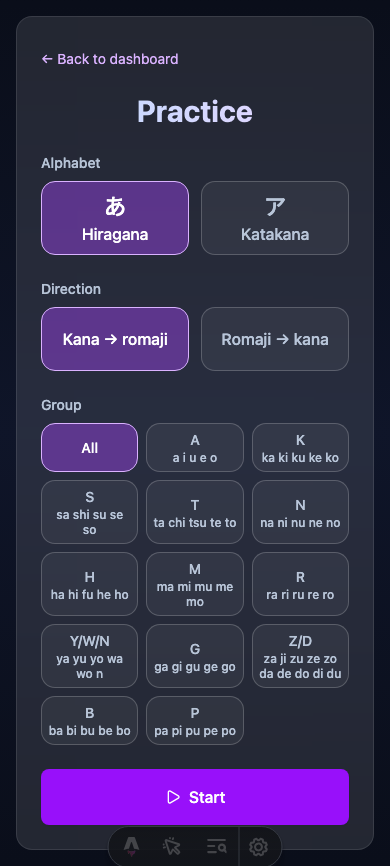 ← Back to dashboard
Practice
Alphabet
あ
Hiragana
ア
Katakana
Direction
Kana → romaji
Romaji → kana
Group
All
A
a i u e o
K
ka ki ku ke ko
S
sa shi su se
so
T
ta chi tsu te to
N
na ni nu ne no
H
ha hi fu he ho
M
ma mi mu me
mo
R
ra ri ru re ro
Y/W/N
ya yu yo wa
wo n
G
ga gi gu ge go
Z/D
za ji zu ze zo
da de do di du
B
ba bi bu be bo
P
pa pi pu pe po
Start